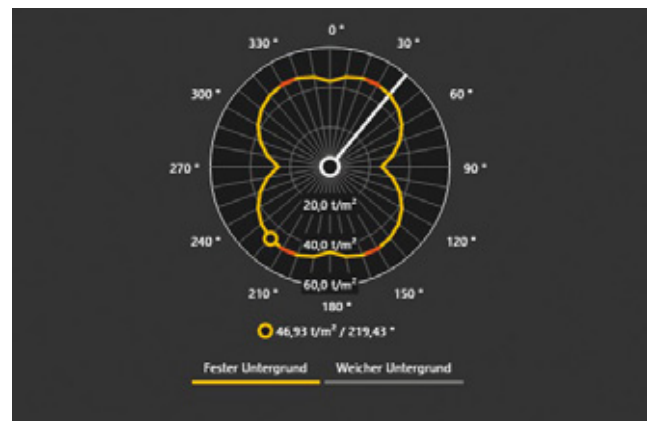 0°
330° 30°
300° 60°
270° 90°
20,0 t/m²
240° 40,0 t/m² 120°
60,0 t/m²
210° 150°
180°
46,93 t/m² / 219,43°
Fester Untergrund Weicher Untergrund